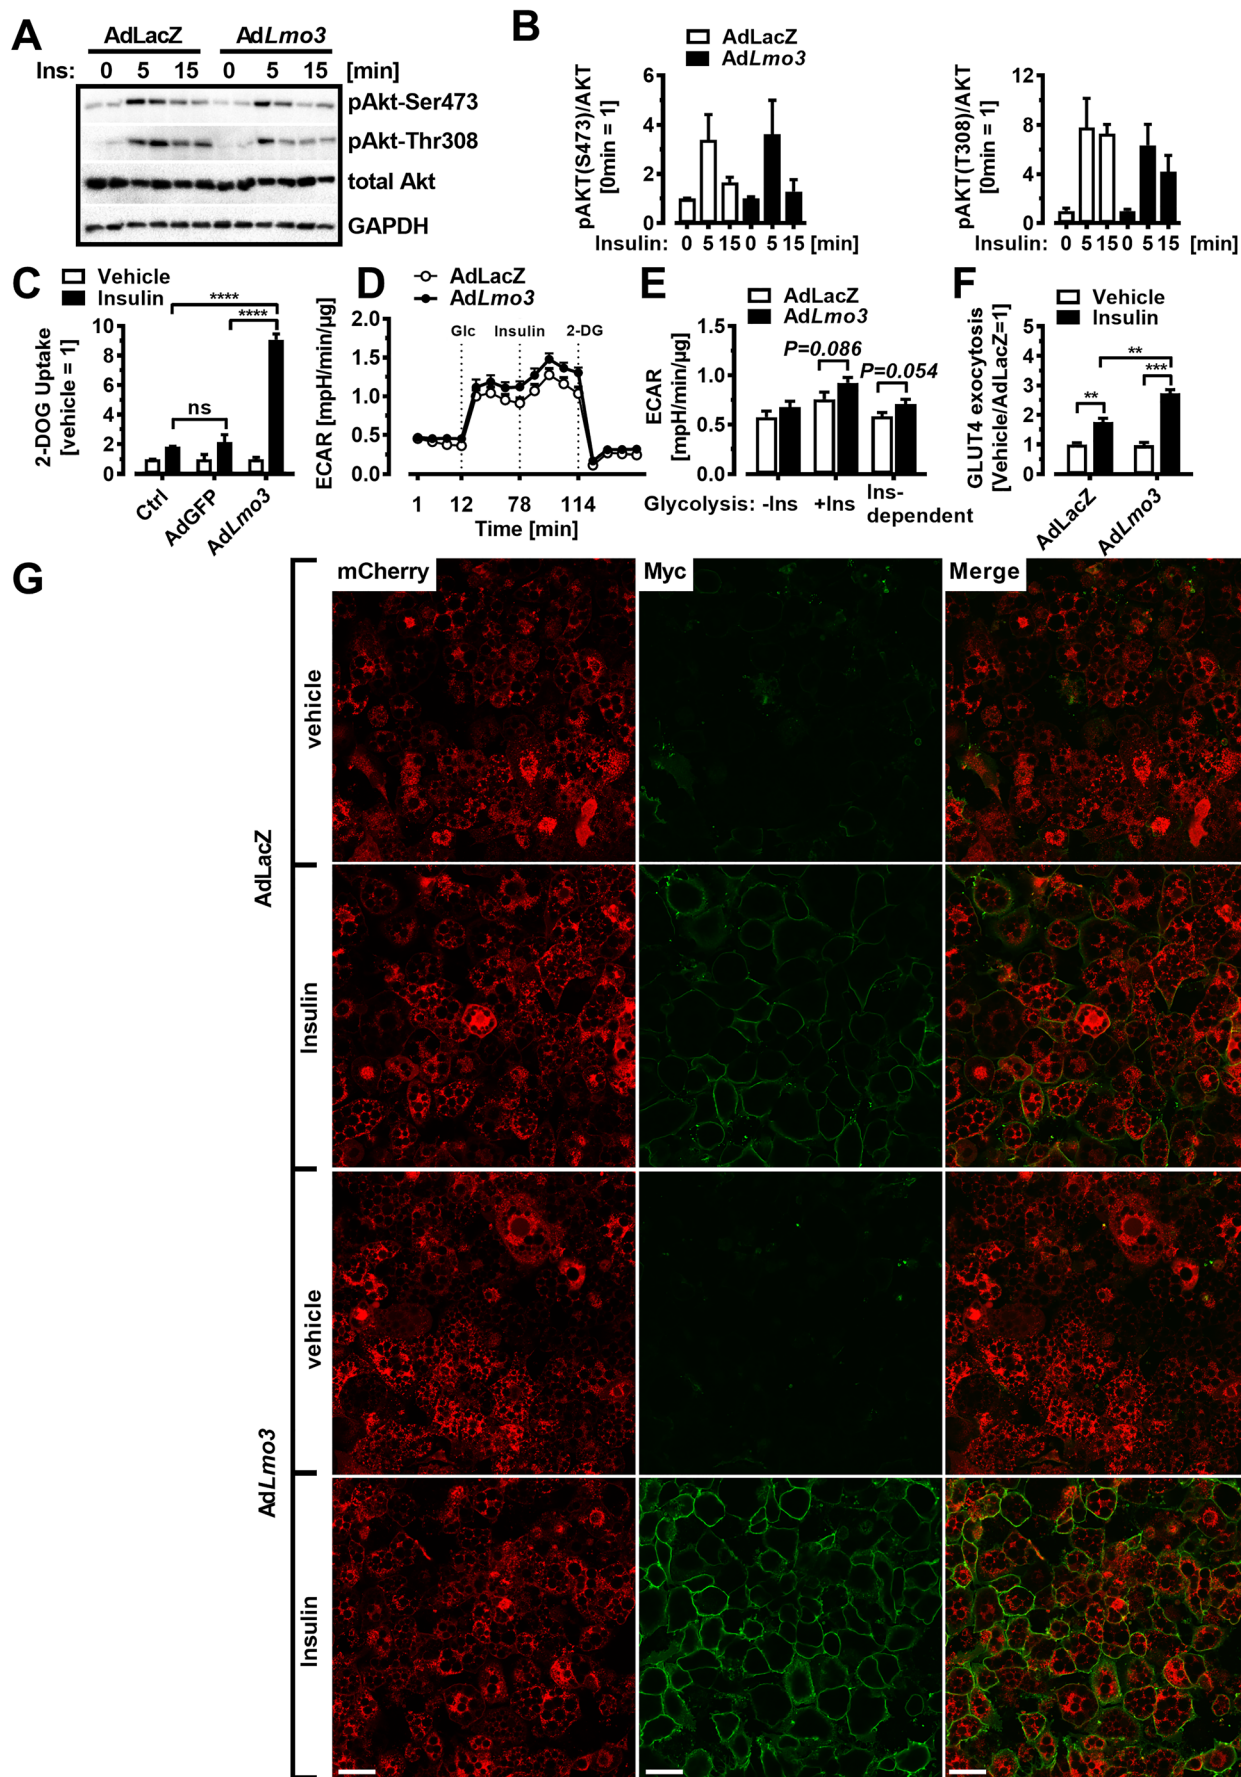 A
AdLacZ AdLmo3
Ins: 0 5 15 0 5 15 [min]
pAkt-Ser473
pAkt-Thr308
total Akt
GAPDH
B
AdLacZ
AdLmo3
pAKT(S473)/AKT
[0min = 1]
6
4
2
0
Insulin: 0 5 15 0 5 15 [min]
pAKT(T308)/AKT
[0min = 1]
12
9
6
3
0
Insulin: 0 5 15 0 5 15 [min]
C
Vehicle
Insulin
2-DOG Uptake
[vehicle = 1]
10
8
6
4
2
0
****
****
ns
Ctrl
AdGFP
AdLmo3
D
AdLacZ
AdLmo3
ECAR [mpH/min/µg]
2.0
1.5
1.0
0.5
0.0
Glc Insulin 2-DG
1 12 78 114
Time [min]
E
AdLacZ
AdLmo3
ECAR
[mpH/min/µg]
1.5
1.0
0.5
0.0
P=0.086
P=0.054
Glycolysis: -Ins +Ins Ins-
dependent
F
Vehicle
Insulin
GLUT4 exocytosis
[Vehicle/AdLacZ=1]
5
4
3
2
1
0
**
**
***
AdLacZ
AdLmo3
G
mCherry Myc Merge
AdLacZ
vehicle
Insulin
AdLmo3
vehicle
Insulin